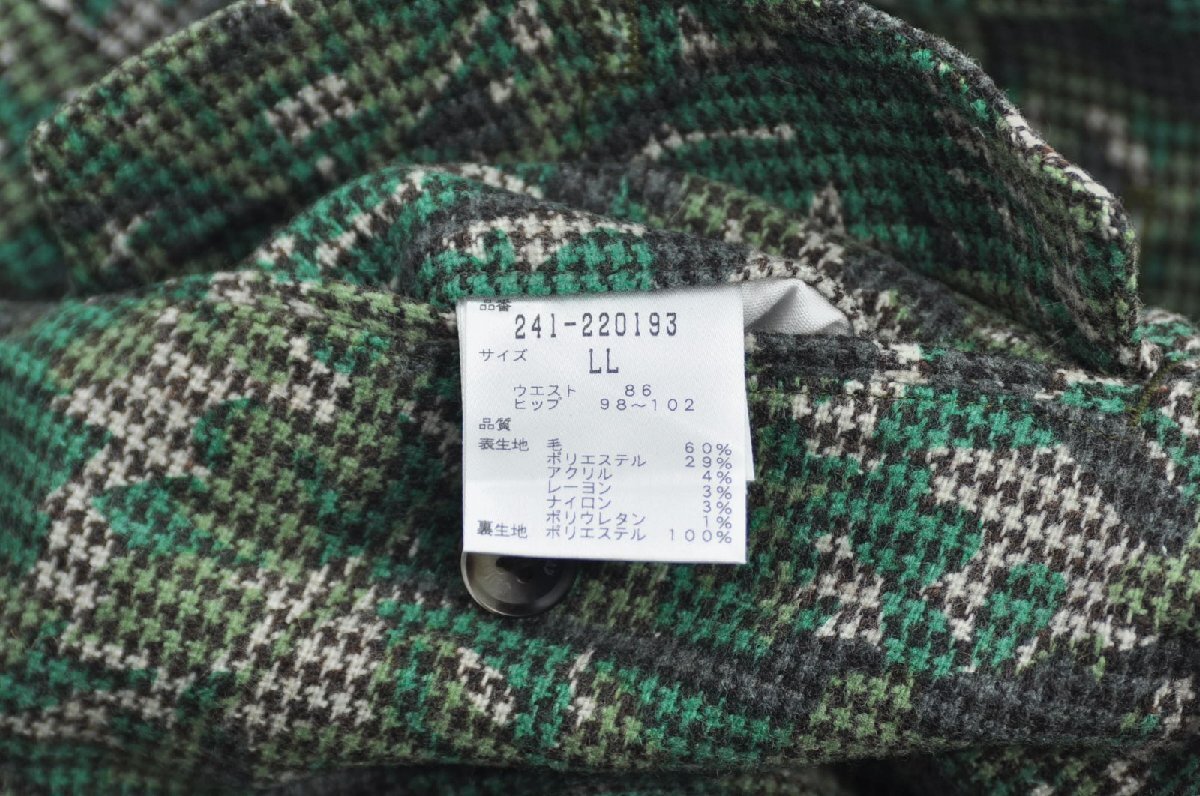 品番
241-220193
サイズ LL
ウエスト 86
ヒップ 98～102
品質
表生地 毛 60%
ポリエステル 29%
アクリル 4%
レーヨン 3%
ナイロン 3%
ポリウレタン 1%
裏生地 ポリエステル 100%